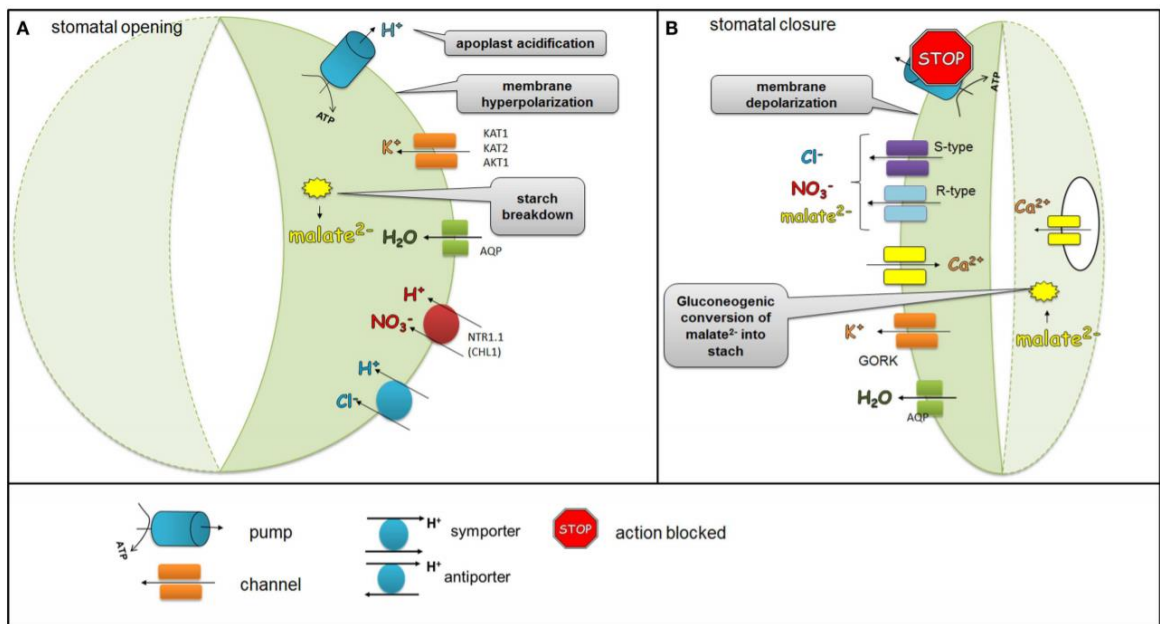 A stomatal opening
H⁺
apoplast acidification
membrane
hyperpolarization
ATP
K⁺
KAT1
KAT2
AKT1
starch
breakdown
malate²⁻
H₂O
AQP
H⁺
NO₃⁻
NTR1.1
(CHL1)
H⁺
Cl⁻
B stomatal closure
STOP
ATP
membrane
depolarization
S-type
Cl⁻
NO₃⁻
R-type
malate²⁻
Ca²⁺
Ca²⁺
Gluconeogenic
conversion of
malate²⁻ into
stach
K⁺
malate²⁻
GORK
H₂O
AQP
ATP
pump
channel
H⁺
symporter
H⁺
antiporter
STOP
action blocked